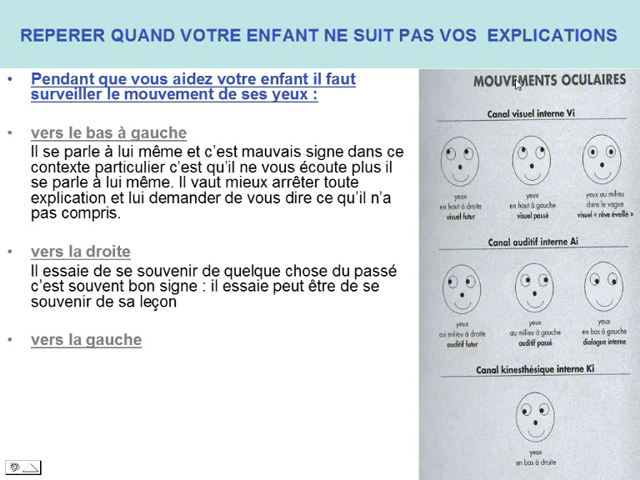 REPERER QUAND VOTRE ENFANT NE SUIT PAS VOS EXPLICATIONS
• Pendant que vous aidez votre enfant il faut
surveiller le mouvement de ses yeux :
• vers le bas à gauche
Il se parle à lui même et c'est mauvais signe dans ce
contexte particulier c'est qu'il ne vous écoute plus il
se parle à lui même. Il vaut mieux arrêter toute
explication et lui demander de vous dire ce qu'il n'a
pas compris.
• vers la droite
Il essaie de se souvenir de quelque chose du passé
c'est souvent bon signe : il essaie peut être de se
souvenir de sa leçon
• vers la gauche
MOUVEMENTS OCULAIRES
Canal visuel interne Vi
yeux
en haut à droite
visuel futur
yeux
en haut à gauche
visuel passé
yeux au milieu
dans le vague
visuel « rêve éveillé »
Canal auditif interne Ai
yeux
au milieu à droite
auditif futur
yeux
au milieu à gauche
auditif passé
yeux
en bas à gauche
dialogue interne
Canal kinesthésique interne Ki
yeux
en bas à droite